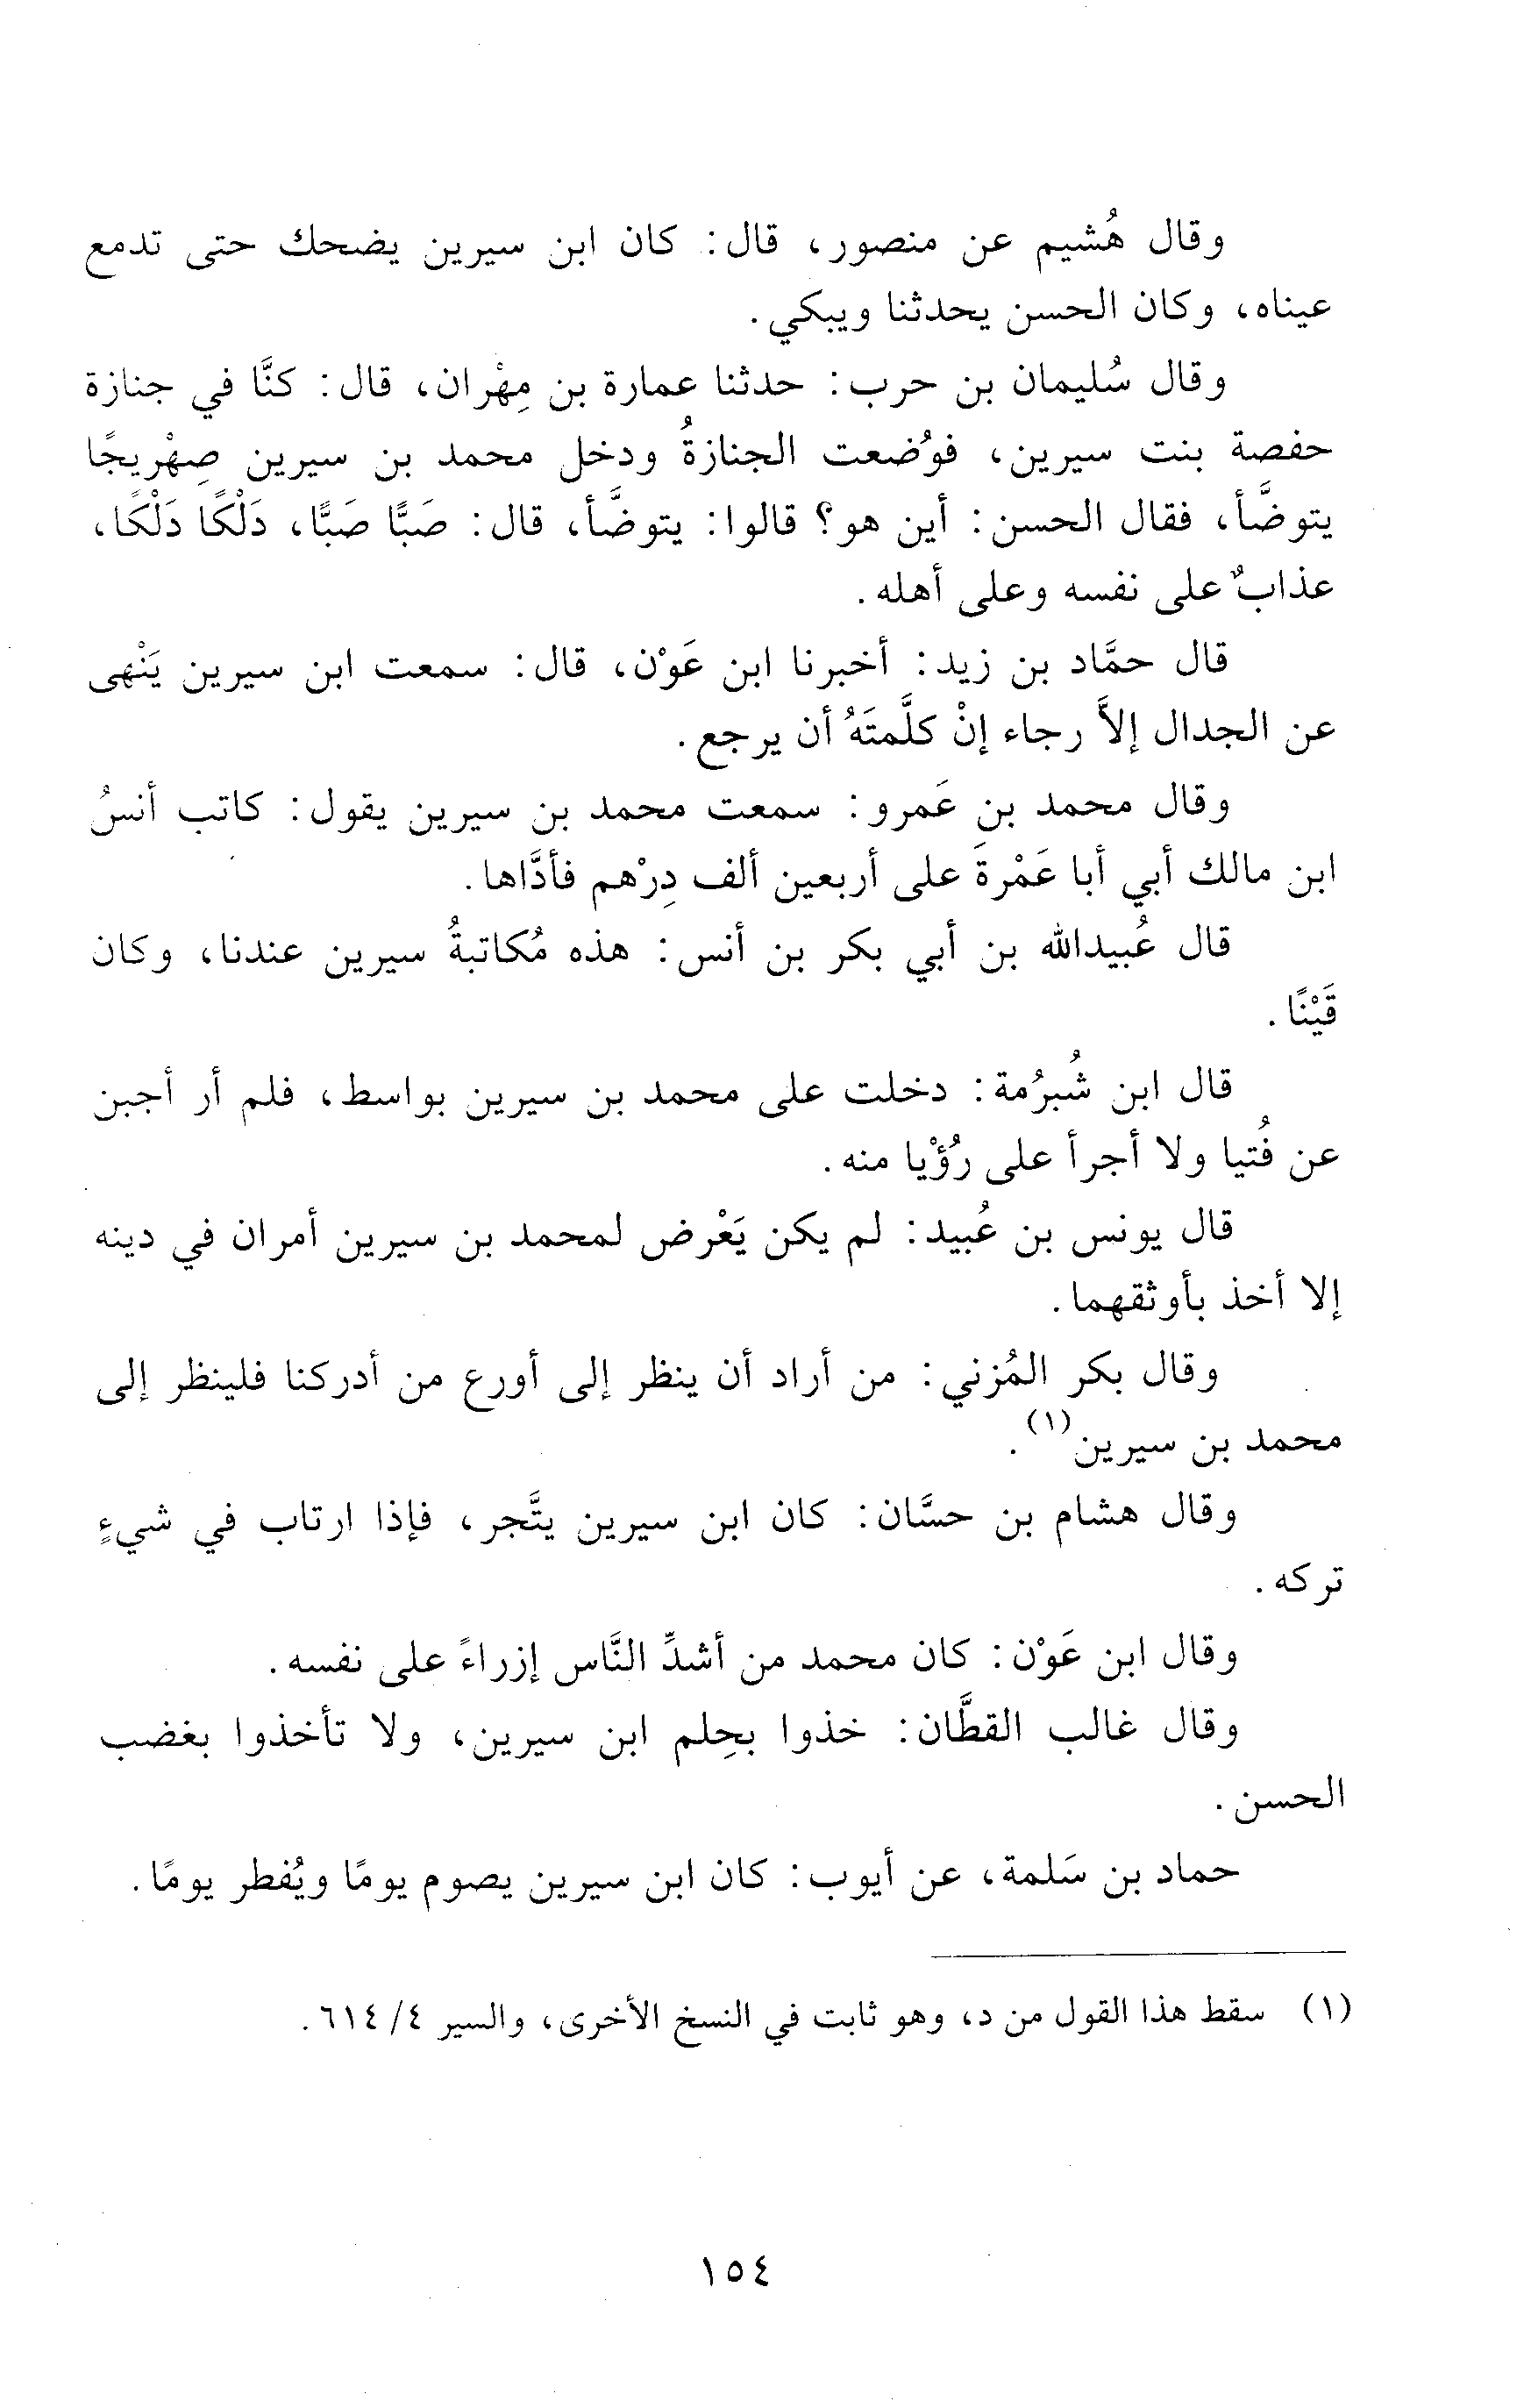 وقال هُشيم عن منصور، قال: كان ابن سيرين يضحك حتى تدمع
عيناه، وكان الحسن يحدثنا ويبكي.
وقال سُليمان بن حرب: حدثنا عمارة بن مِهْران، قال: كنَّا في جنازة
حفصة بنت سيرين، فوُضعت الجنازةُ ودخل محمد بن سيرين صِهْريجًا
يتوضَّأ، فقال الحسن: أين هو؟ قالوا: يتوضَّأ، قال: صَبًّا صَبًّا، دَلْكًا دَلْكًا،
عذابٌ على نفسه وعلى أهله.
قال حمَّاد بن زيد: أخبرنا ابن عَوْن، قال: سمعت ابن سيرين يَنْهى
عن الجدال إلاَّ رجاء إنْ كلَّمتَهُ أن يرجع.
وقال محمد بن عَمرو: سمعت محمد بن سيرين يقول: كاتب أنسُ
ابن مالك أبي أبا عَمْرةَ على أربعين ألف دِرْهم فأدَّاها.
قال عُبيدالله بن أبي بكر بن أنس: هذه مُكاتبةُ سيرين عندنا، وكان
قَيْنًا.
قال ابن شُبرُمة: دخلت على محمد بن سيرين بواسط، فلم أر أجبن
عن فُتيا ولا أجرأ على رُؤْيا منه.
قال يونس بن عُبيد: لم يكن يَعْرض لمحمد بن سيرين أمران في دينه
إلا أخذ بأوثقهما.
وقال بكر المُزني: من أراد أن ينظر إلى أورع من أدركنا فلينظر إلى
محمد بن سيرين(١).
وقال هشام بن حسَّان: كان ابن سيرين يتَّجر، فإذا ارتاب في شيءٍ
تركه.
وقال ابن عَوْن: كان محمد من أشدِّ النَّاس إزراءً على نفسه.
وقال غالب القطَّان: خذوا بحِلم ابن سيرين، ولا تأخذوا بغضب
الحسن.
حماد بن سَلمة، عن أيوب: كان ابن سيرين يصوم يومًا ويُفطر يومًا.
(١) سقط هذا القول من د، وهو ثابت في النسخ الأخرى، والسير ٤/ ٦١٤.
١٥٤